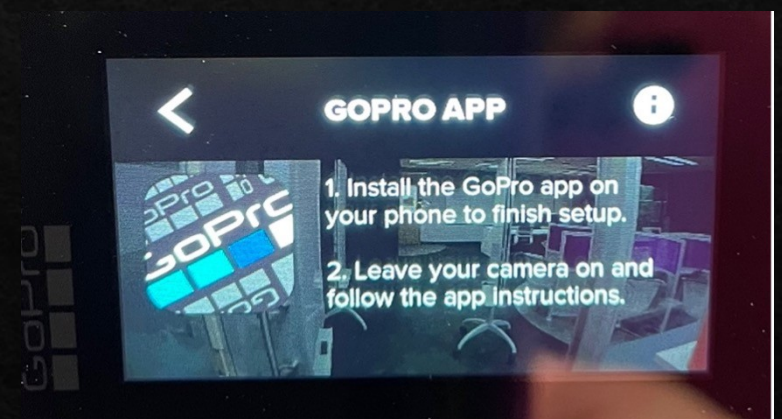 GOPRO APP
1. Install the GoPro app on
your phone to finish setup.
2. Leave your camera on and
follow the app instructions.
GoPro
GoPro
GoPro